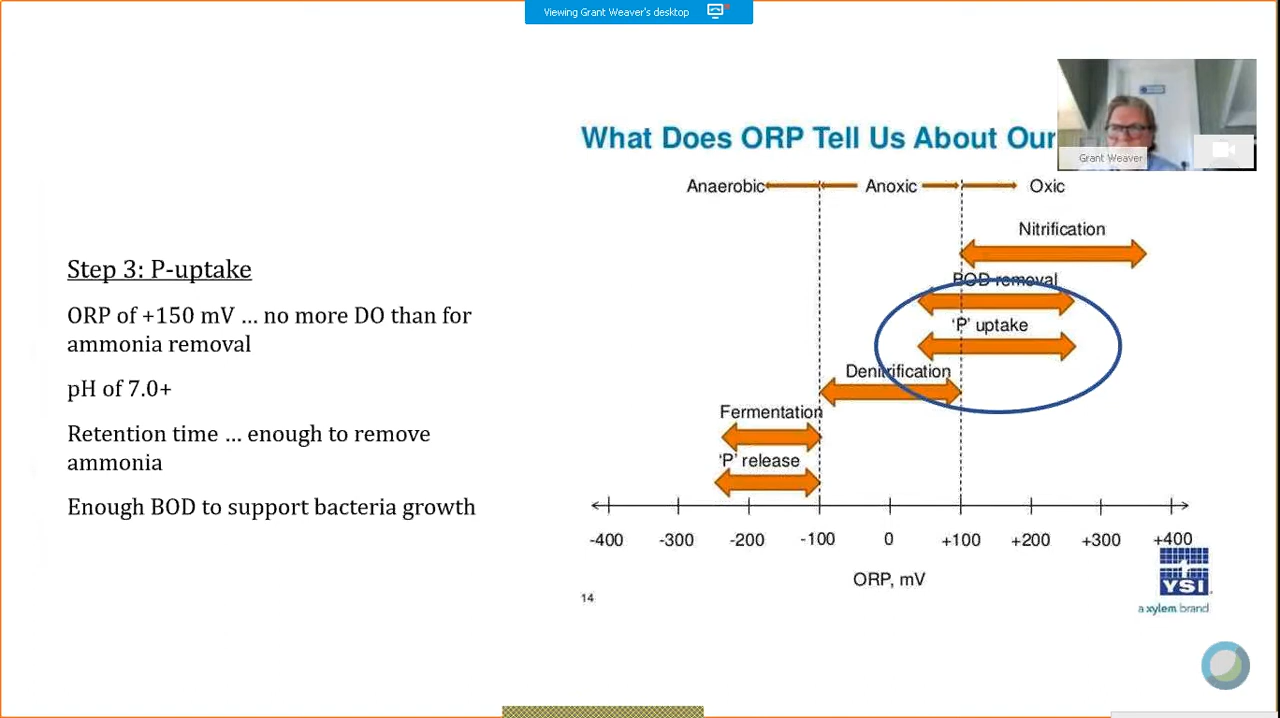 Viewing Grant Weaver's desktop
Grant Weaver
What Does ORP Tell Us About Our
Anaerobic Anoxic Oxic
Nitrification
BOD removal
'P' uptake
Denitrification
Fermentation
'P' release
-400 -300 -200 -100 0 +100 +200 +300 +400
ORP, mV
14
YSI
a xylem brand
Step 3: P-uptake
ORP of +150 mV ... no more DO than for
ammonia removal
pH of 7.0+
Retention time ... enough to remove
ammonia
Enough BOD to support bacteria growth